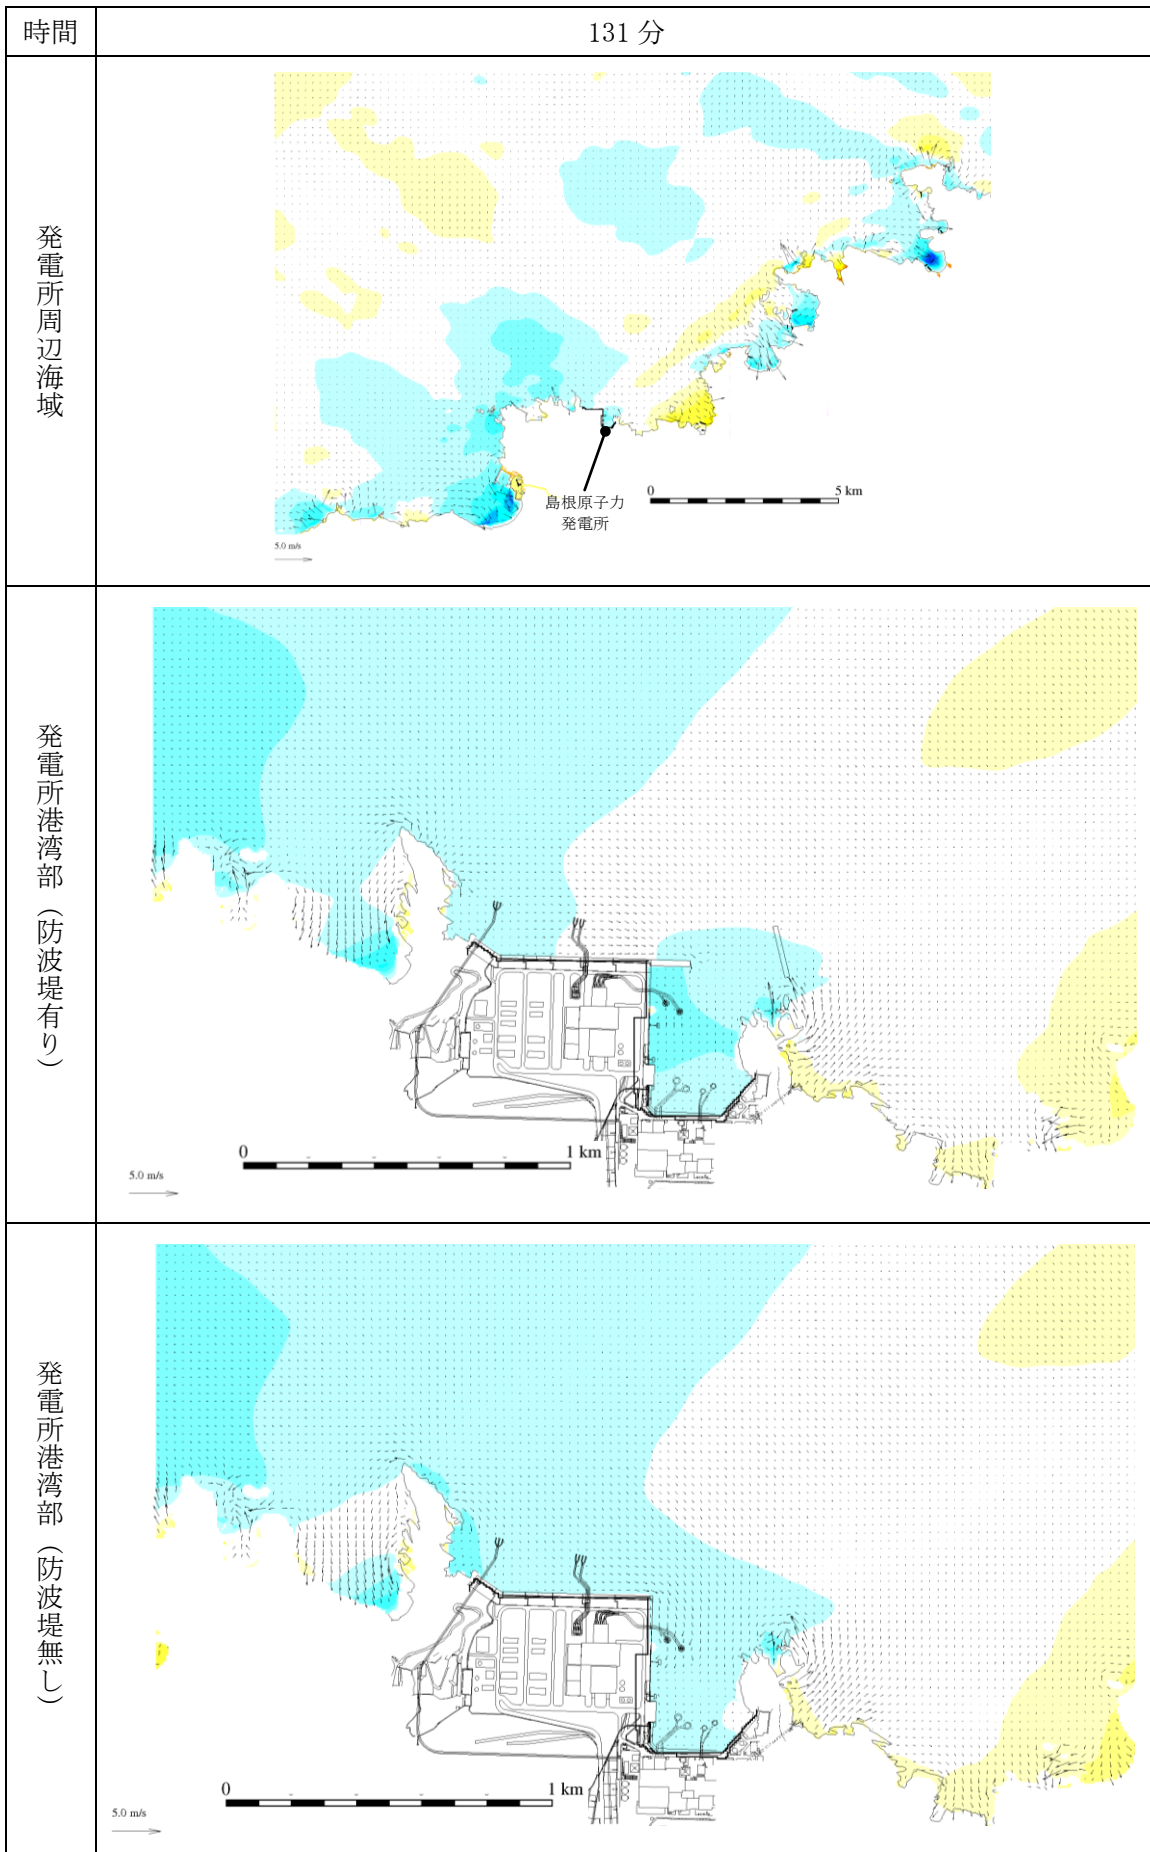 時間
131 分
発電所周辺海域
島根原子力
発電所
0
5 km
5.0 m/s
発電所港湾部（防波堤有り）
0
1 km
5.0 m/s
発電所港湾部（防波堤無し）
0
1 km
5.0 m/s